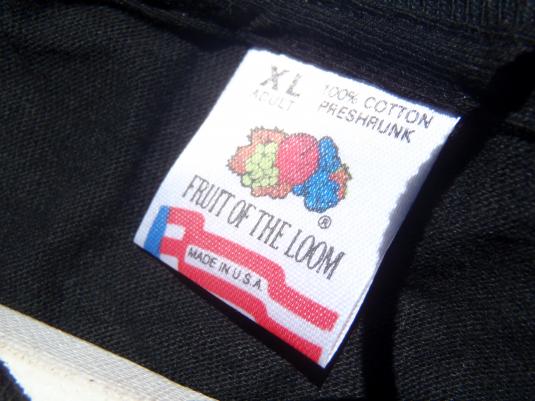 XL 100% COTTON
ADULT PRESHRUNK
FRUIT OF THE LOOM
®
MADE IN U.S.A.